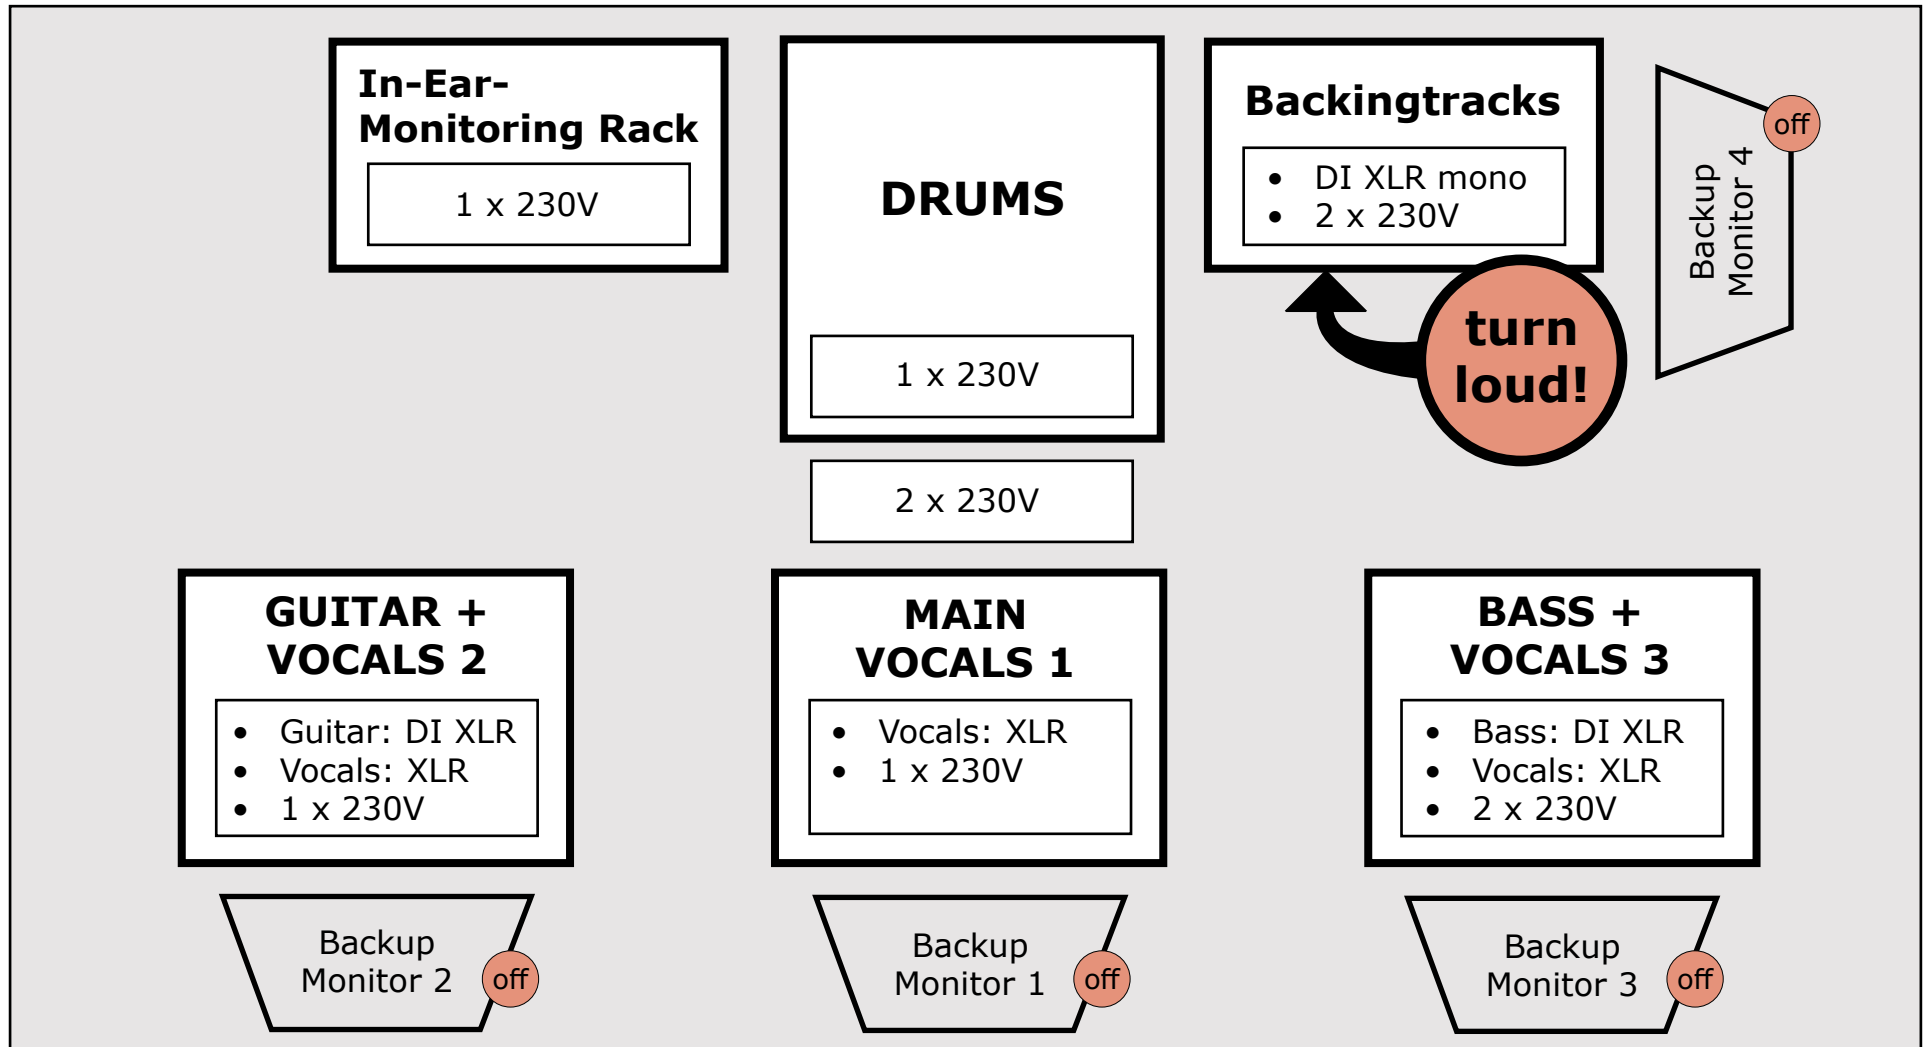 In-Ear-
Monitoring Rack
1 x 230V
DRUMS
1 x 230V
2 x 230V
Backingtracks
• DI XLR mono
• 2 x 230V
turn
loud!
Backup
Monitor 4
off
GUITAR +
VOCALS 2
• Guitar: DI XLR
• Vocals: XLR
• 1 x 230V
MAIN
VOCALS 1
• Vocals: XLR
• 1 x 230V
BASS +
VOCALS 3
• Bass: DI XLR
• Vocals: XLR
• 2 x 230V
Backup
Monitor 2
off
Backup
Monitor 1
off
Backup
Monitor 3
off